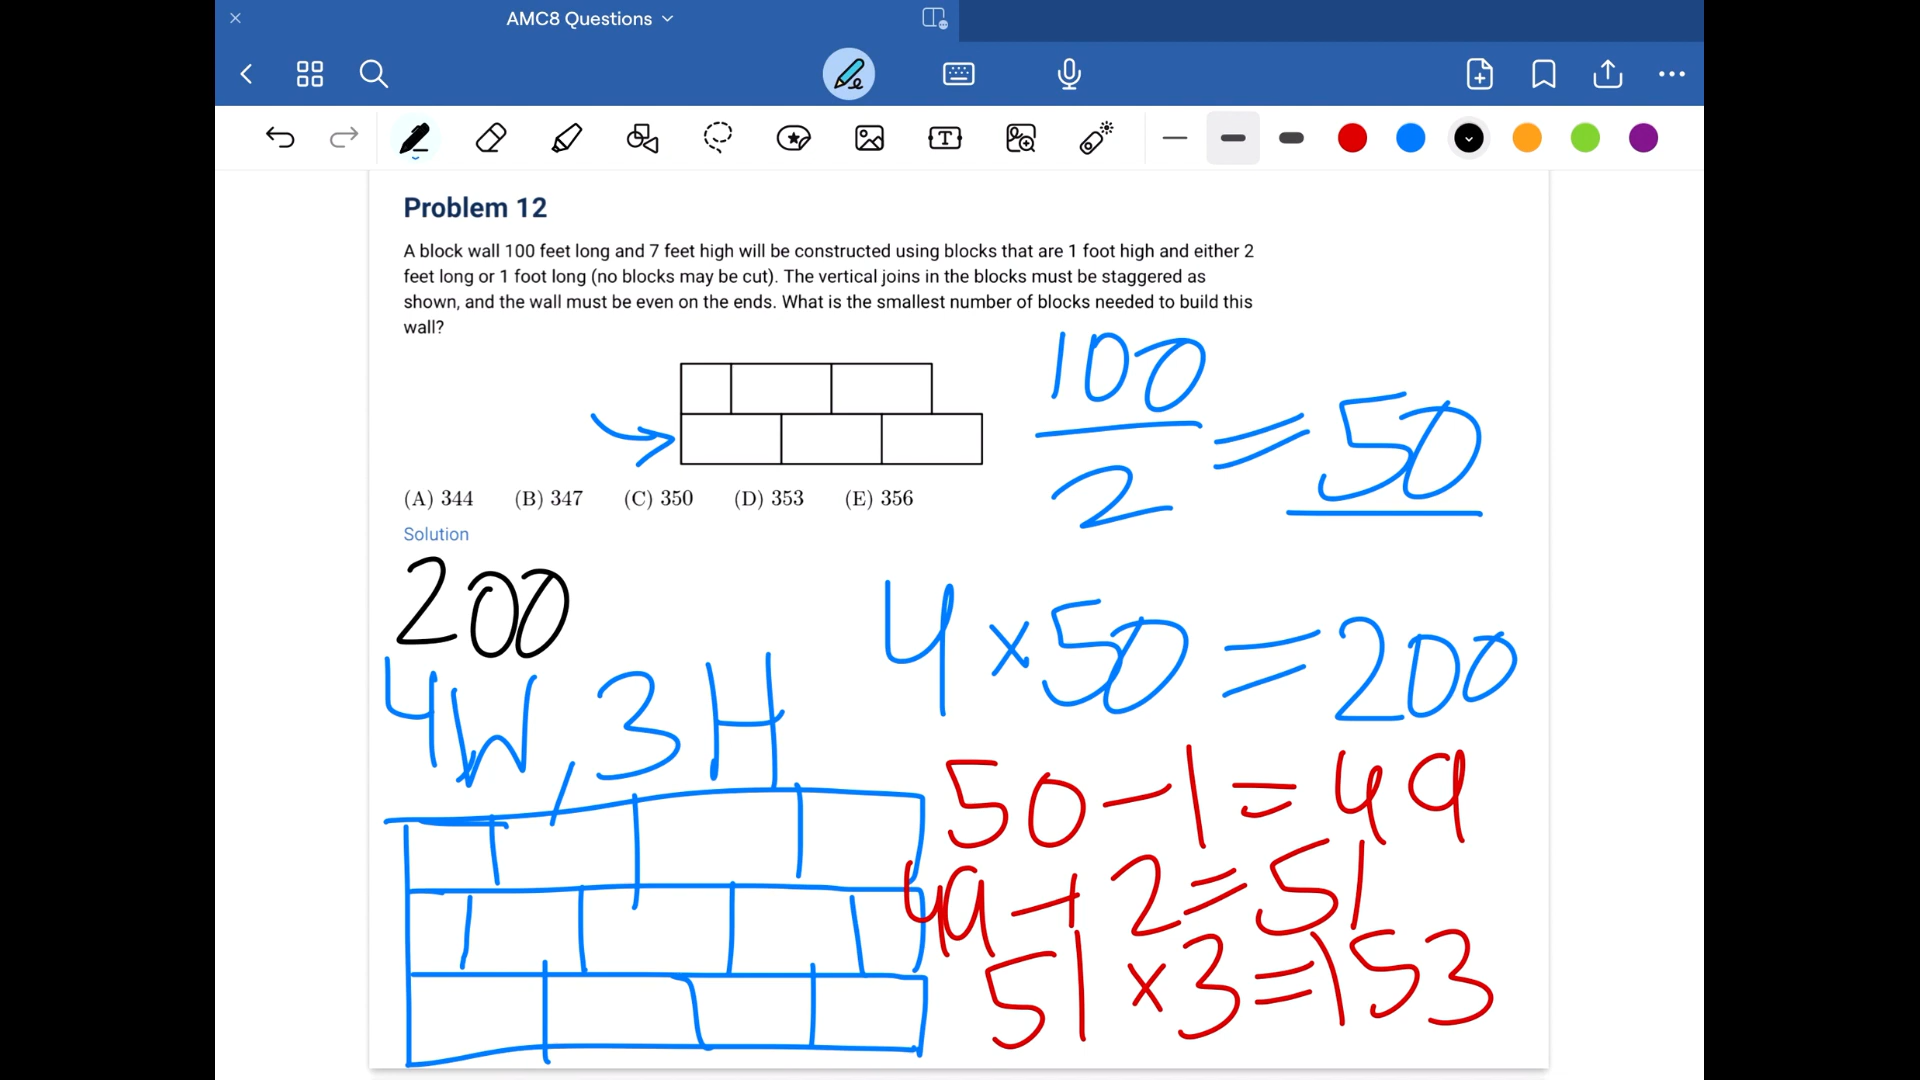 AMC8 Questions
Problem 12
A block wall 100 feet long and 7 feet high will be constructed using blocks that are 1 foot high and either 2
feet long or 1 foot long (no blocks may be cut). The vertical joins in the blocks must be staggered as
shown, and the wall must be even on the ends. What is the smallest number of blocks needed to build this
wall?
100
— = 50
2
(A) 344 (B) 347 (C) 350 (D) 353 (E) 356
Solution
200
4 × 50 = 200
4W, 3H
50 - 1 = 49
49 + 2 = 51
51 × 3 = 153